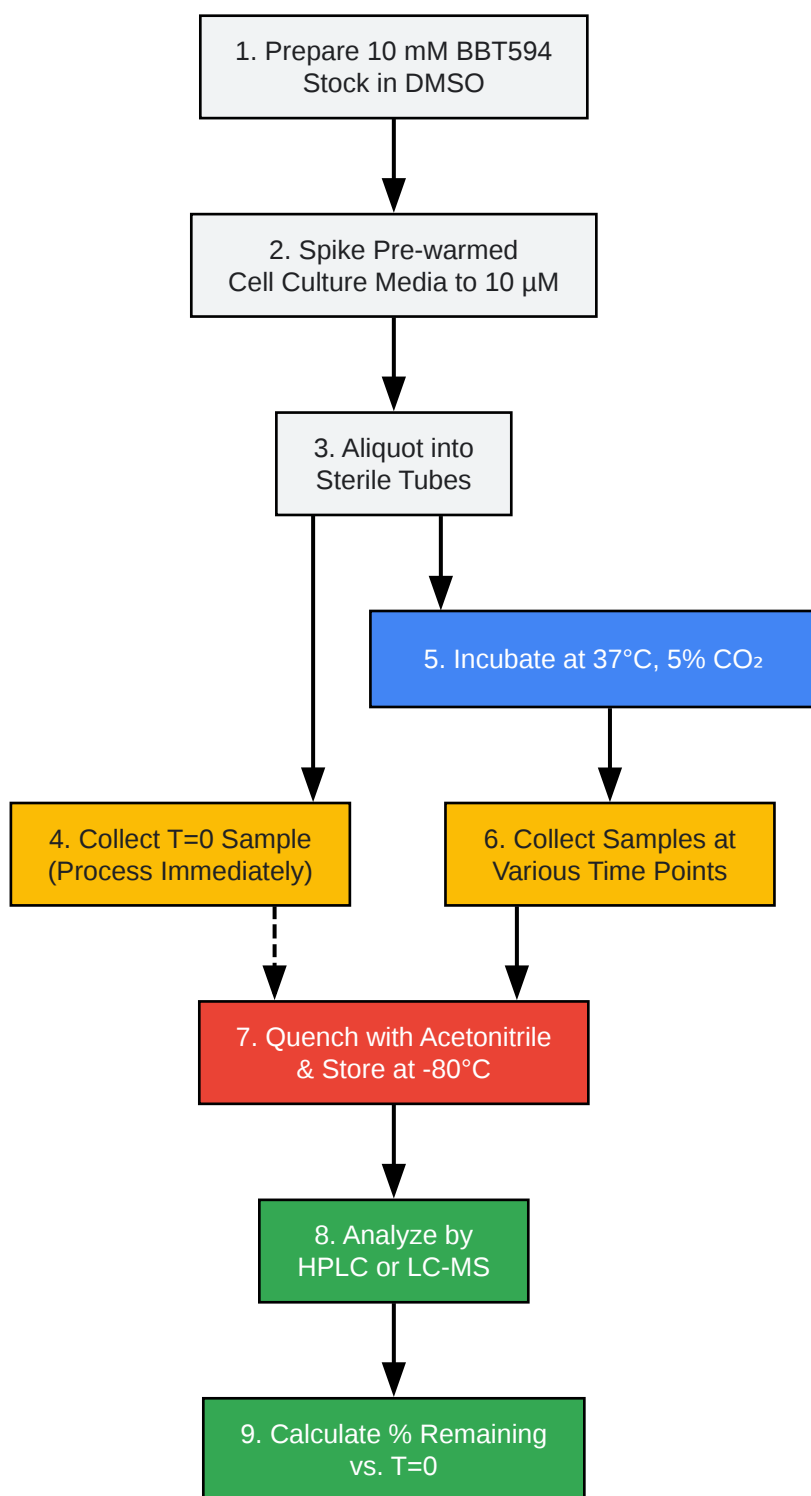 1. Prepare 10 mM BBT594
Stock in DMSO
2. Spike Pre-warmed
Cell Culture Media to 10 µM
3. Aliquot into
Sterile Tubes
5. Incubate at 37°C, 5% CO₂
4. Collect T=0 Sample
(Process Immediately)
6. Collect Samples at
Various Time Points
7. Quench with Acetonitrile
& Store at -80°C
8. Analyze by
HPLC or LC-MS
9. Calculate % Remaining
vs. T=0